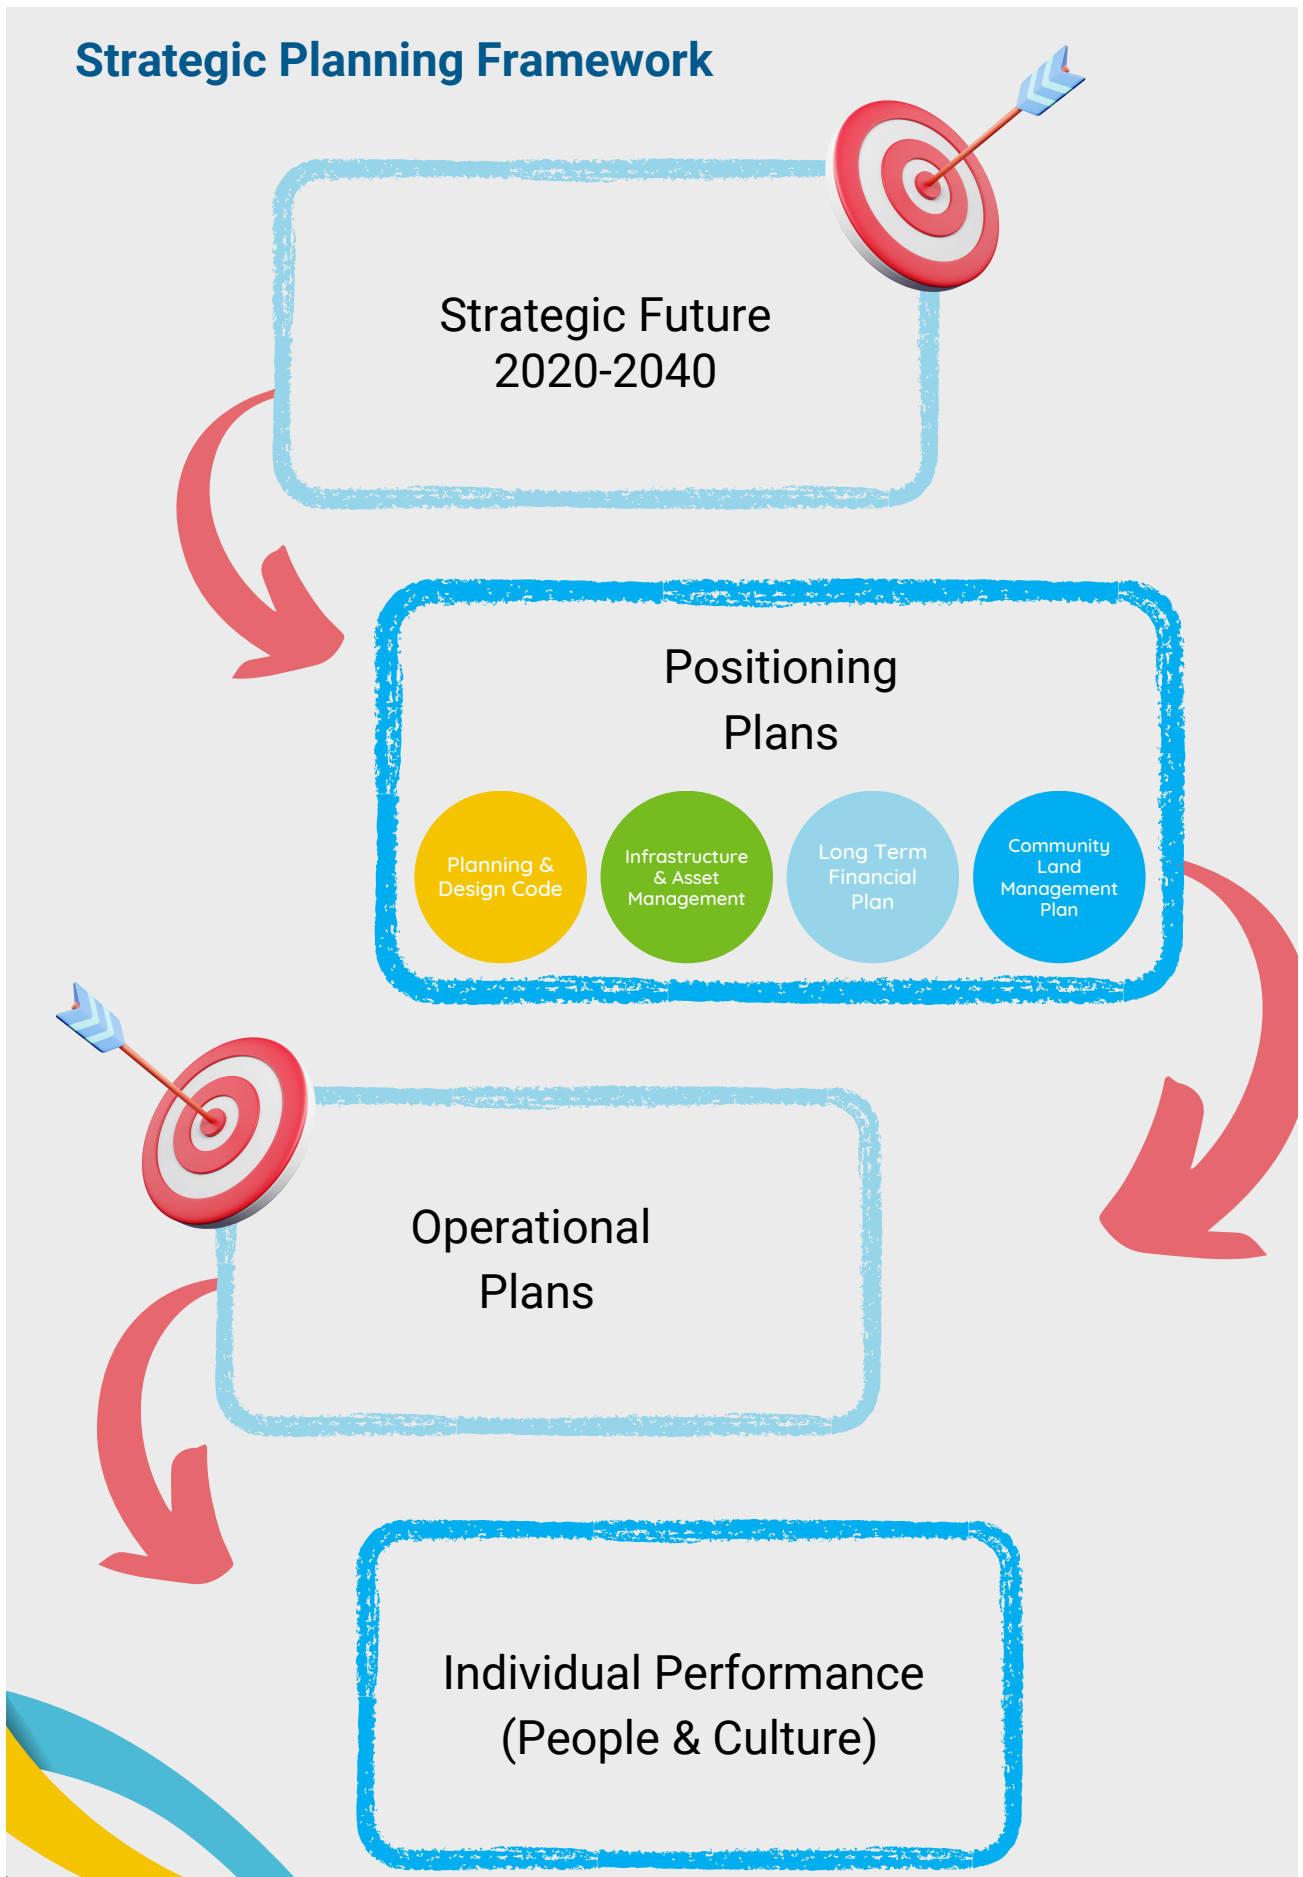 Strategic Planning Framework
Strategic Future
2020-2040
Positioning
Plans
Planning &
Design Code
Infrastructure
& Asset
Management
Long Term
Financial
Plan
Community
Land
Management
Plan
Operational
Plans
Individual Performance
(People & Culture)